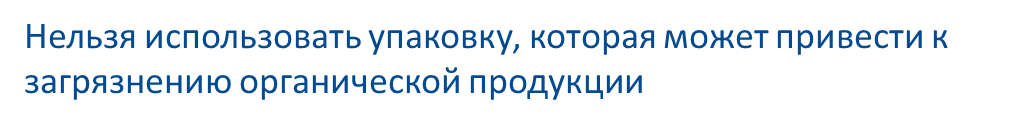 Нельзя использовать упаковку, которая может привести к
загрязнению органической продукции